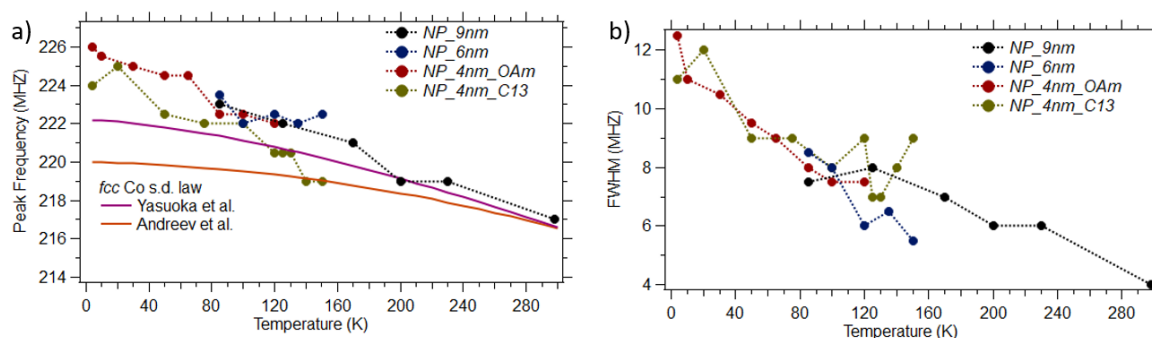 a)
226
224
222
220
218
216
214
Peak Frequency (MHZ)
NP_9nm
NP_6nm
NP_4nm_OAm
NP_4nm_C13
fcc Co s.d. law
Yasuoka et al.
Andreev et al.
0 40 80 120 160 200 240 280
Temperature (K)
b)
12
10
8
6
4
FWHM (MHZ)
NP_9nm
NP_6nm
NP_4nm_OAm
NP_4nm_C13
0 40 80 120 160 200 240 280
Temperature (K)